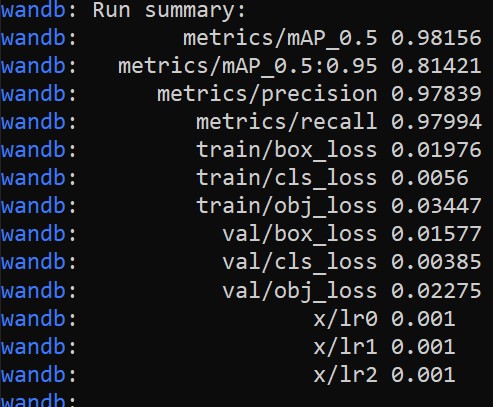 wandb: Run summary:
wandb: metrics/mAP_0.5 0.98156
wandb: metrics/mAP_0.5:0.95 0.81421
wandb: metrics/precision 0.97839
wandb: metrics/recall 0.97994
wandb: train/box_loss 0.01976
wandb: train/cls_loss 0.0056
wandb: train/obj_loss 0.03447
wandb: val/box_loss 0.01577
wandb: val/cls_loss 0.00385
wandb: val/obj_loss 0.02275
wandb: x/lr0 0.001
wandb: x/lr1 0.001
wandb: x/lr2 0.001
wandb: